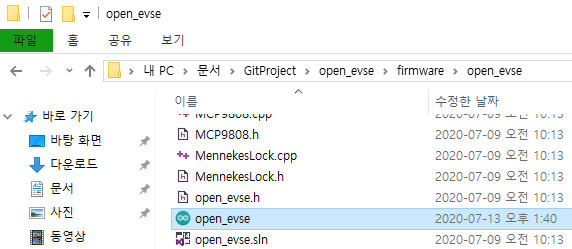 open_evse
파일 홈 공유 보기
내 PC 문서 GitProject open_evse firmware open_evse
이름 수정한 날짜
바로 가기 MCP9808.cpp 2020-07-09 오전 10:13
MCP9808.h 2020-07-09 오전 10:13
바탕 화면 MennekesLock.cpp 2020-07-09 오전 10:13
다운로드 MennekesLock.h 2020-07-09 오전 10:13
문서 open_evse.h 2020-07-09 오전 10:13
사진 open_evse 2020-07-13 오후 1:40
동영상 open_evse.sln 2020-07-09 오전 10:13